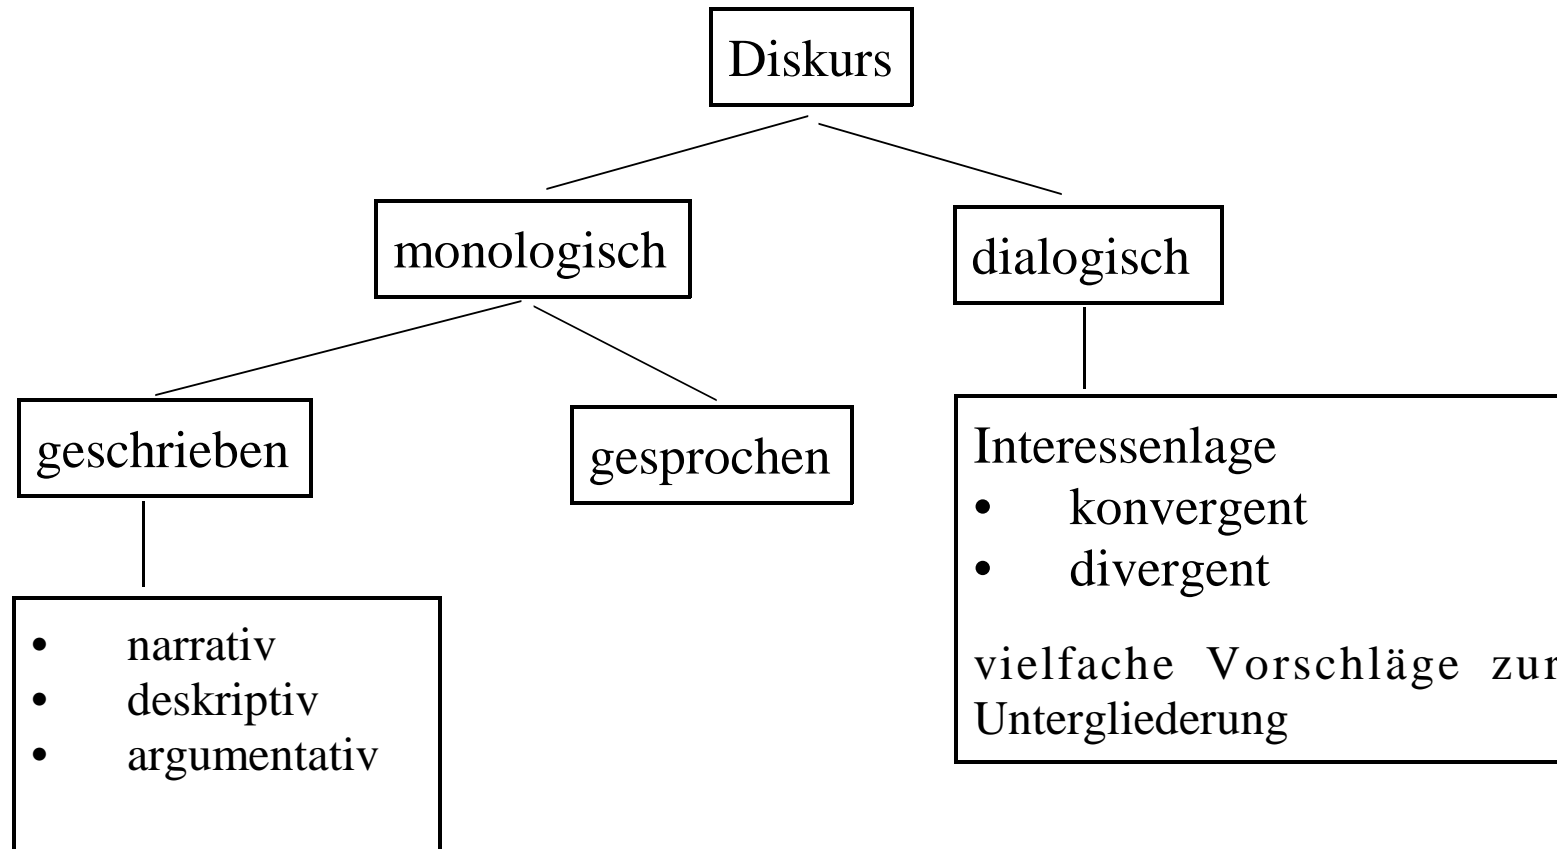 Diskurs
monologisch
dialogisch
geschrieben
gesprochen
Interessenlage
• konvergent
• divergent
vielfache Vorschläge zur
Untergliederung
• narrativ
• deskriptiv
• argumentativ